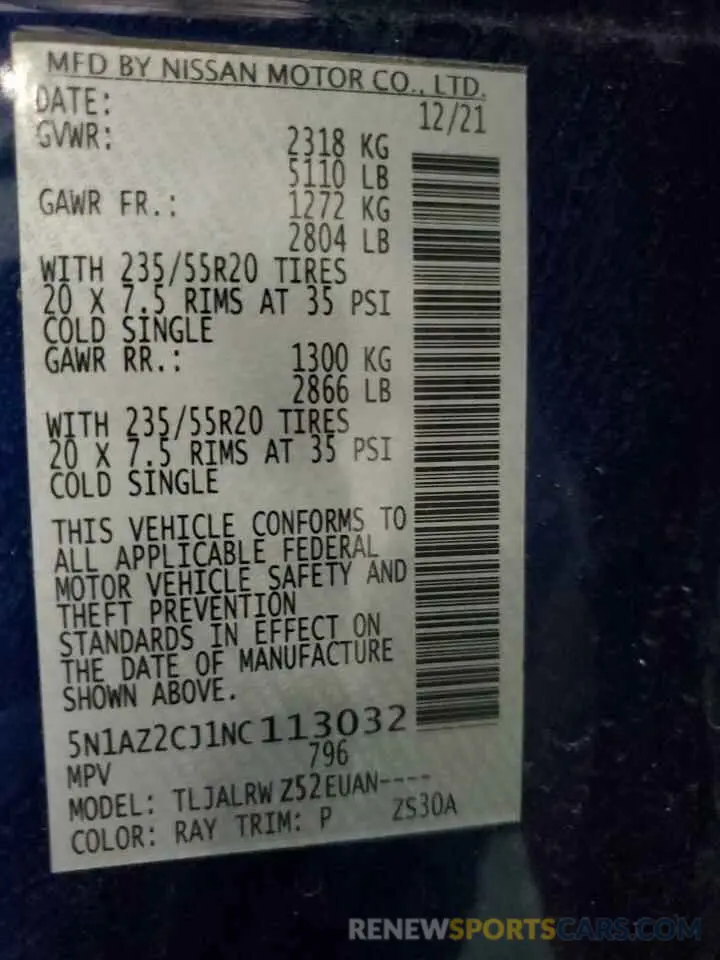 MFD BY NISSAN MOTOR CO., LTD.
DATE: 12/21
GVWR: 2318 KG
5110 LB
GAWR FR.: 1272 KG
2804 LB
WITH 235/55R20 TIRES
20 X 7.5 RIMS AT 35 PSI
COLD SINGLE
GAWR RR.: 1300 KG
2866 LB
WITH 235/55R20 TIRES
20 X 7.5 RIMS AT 35 PSI
COLD SINGLE
THIS VEHICLE CONFORMS TO
ALL APPLICABLE FEDERAL
MOTOR VEHICLE SAFETY AND
THEFT PREVENTION
STANDARDS IN EFFECT ON
THE DATE OF MANUFACTURE
SHOWN ABOVE.
5N1AZ2CJ1NC113032
MPV 796
MODEL: TLJALRW Z52EUAN----
COLOR: RAY TRIM: P ZS30A
RENEWSPORTSCARS.COM